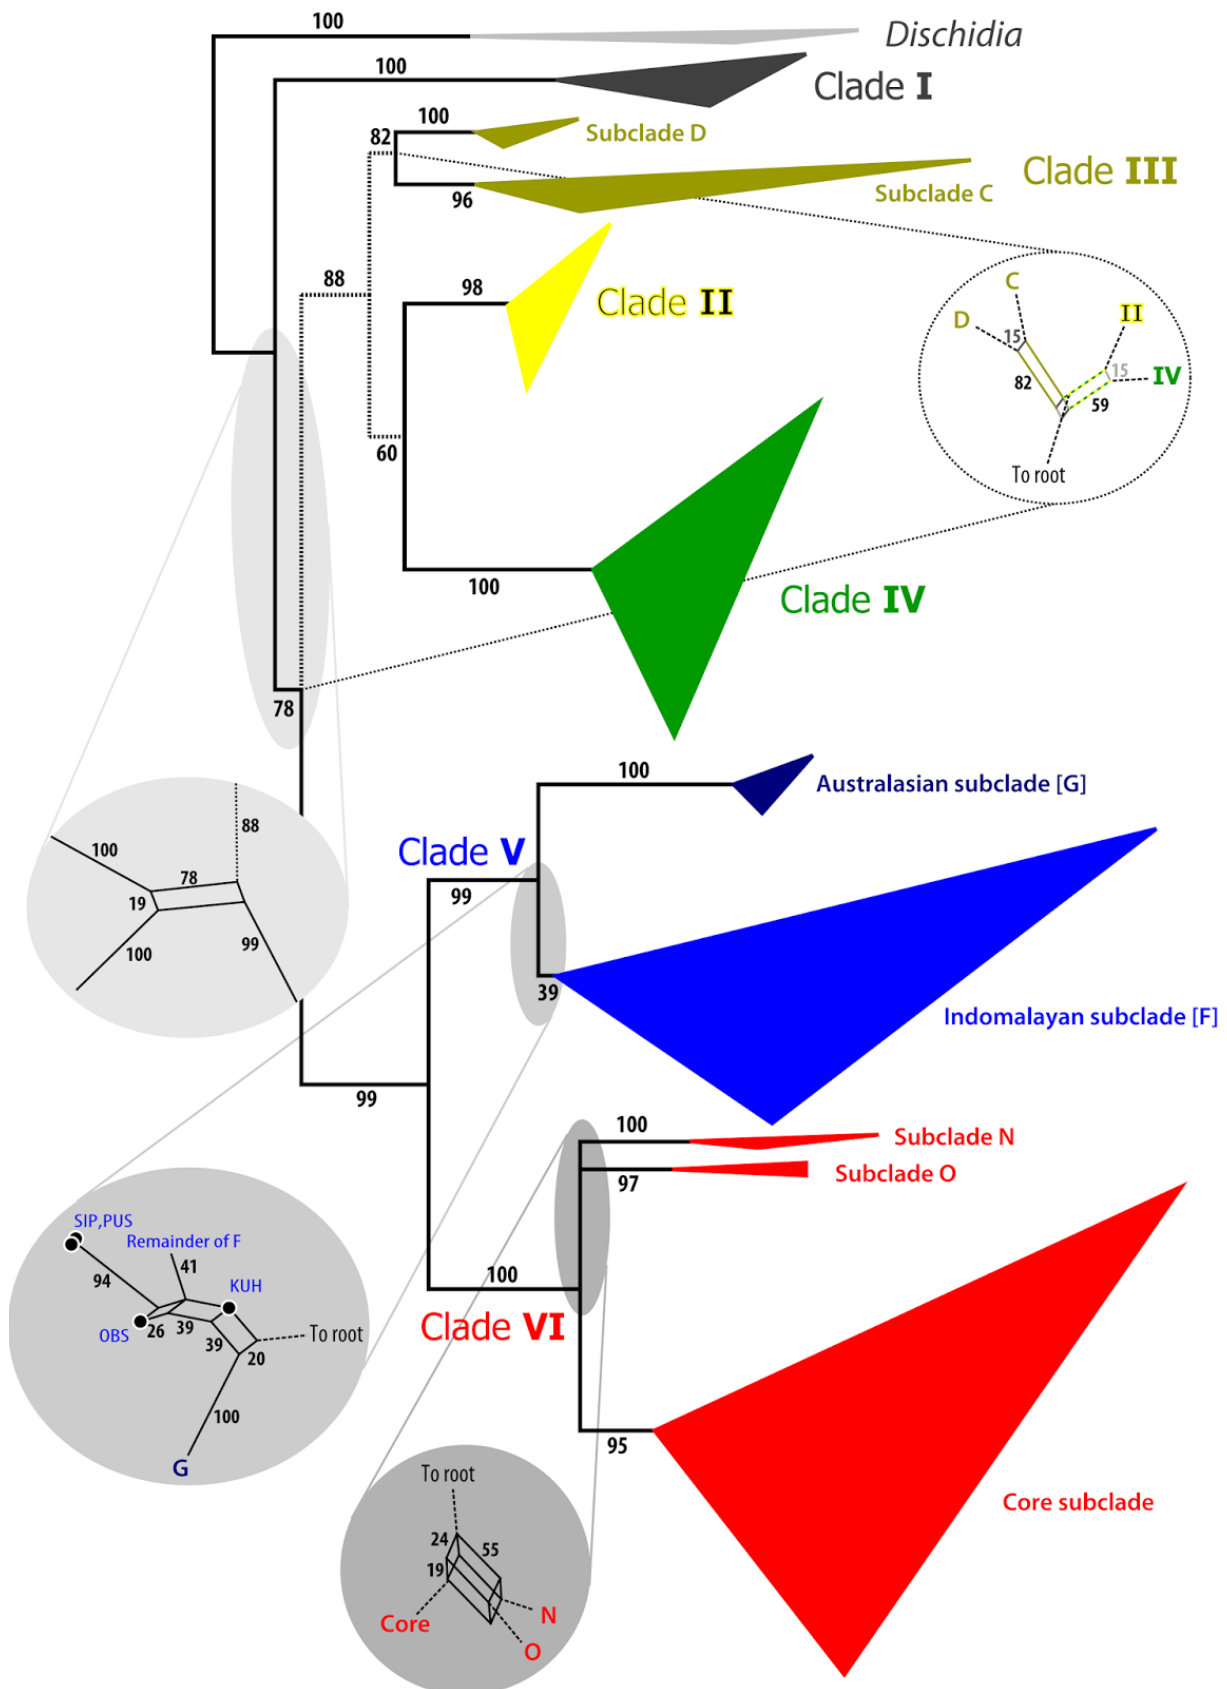 100
Dischidia
100
Clade I
100
Subclade D
82
Clade III
96
Subclade C
88
98
Clade II
C
D
15
II
15
IV
82
59
To root
60
100
Clade IV
78
100
Australasian subclade [G]
88
100
78
19
99
100
Clade V
99
39
Indomalayan subclade [F]
99
100
Subclade N
97
Subclade O
SIP,PUS
Remainder of F
41
94
KUH
OBS
26
39
39
To root
20
100
G
100
Clade VI
95
Core subclade
To root
24
55
19
Core
N
O